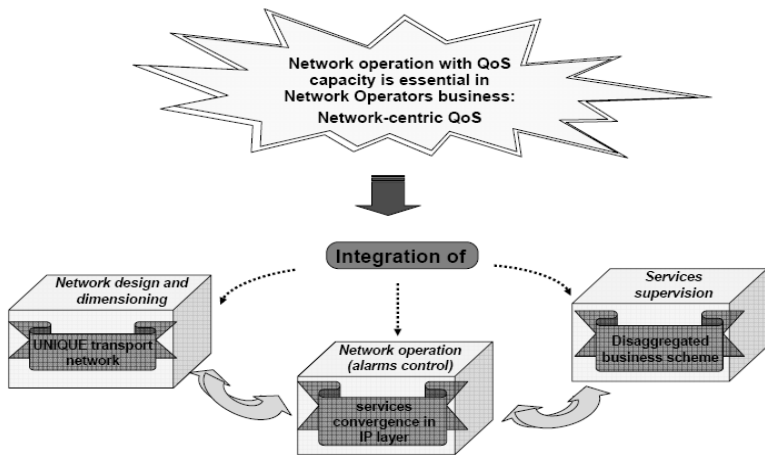 Network operation with QoS
capacity is essential in
Network Operators business:
Network-centric QoS
Integration of
Network design and
dimensioning
UNIQUE transport
network
Network operation
(alarms control)
services
convergence in
IP layer
Services
supervision
Disaggregated
business scheme